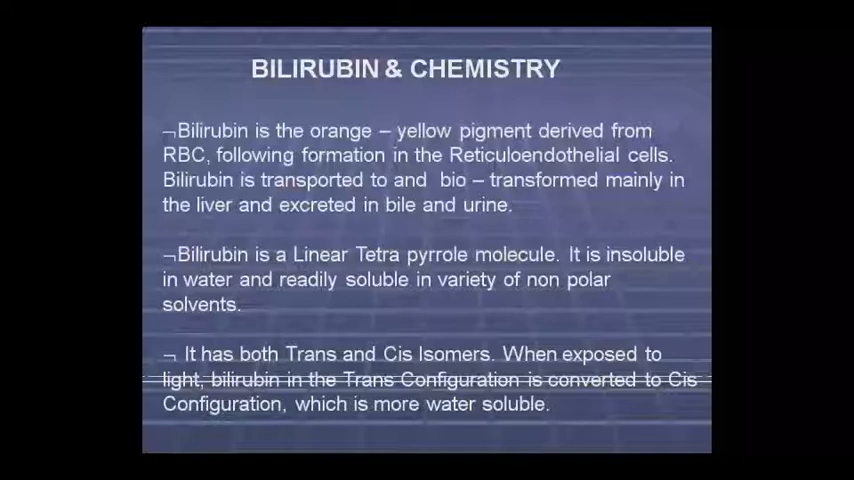 BILIRUBIN & CHEMISTRY
¬Bilirubin is the orange – yellow pigment derived from
RBC, following formation in the Reticuloendothelial cells.
Bilirubin is transported to and bio – transformed mainly in
the liver and excreted in bile and urine.
¬Bilirubin is a Linear Tetra pyrrole molecule. It is insoluble
in water and readily soluble in variety of non polar
solvents.
¬ It has both Trans and Cis Isomers. When exposed to
light, bilirubin in the Trans Configuration is converted to Cis
Configuration, which is more water soluble.